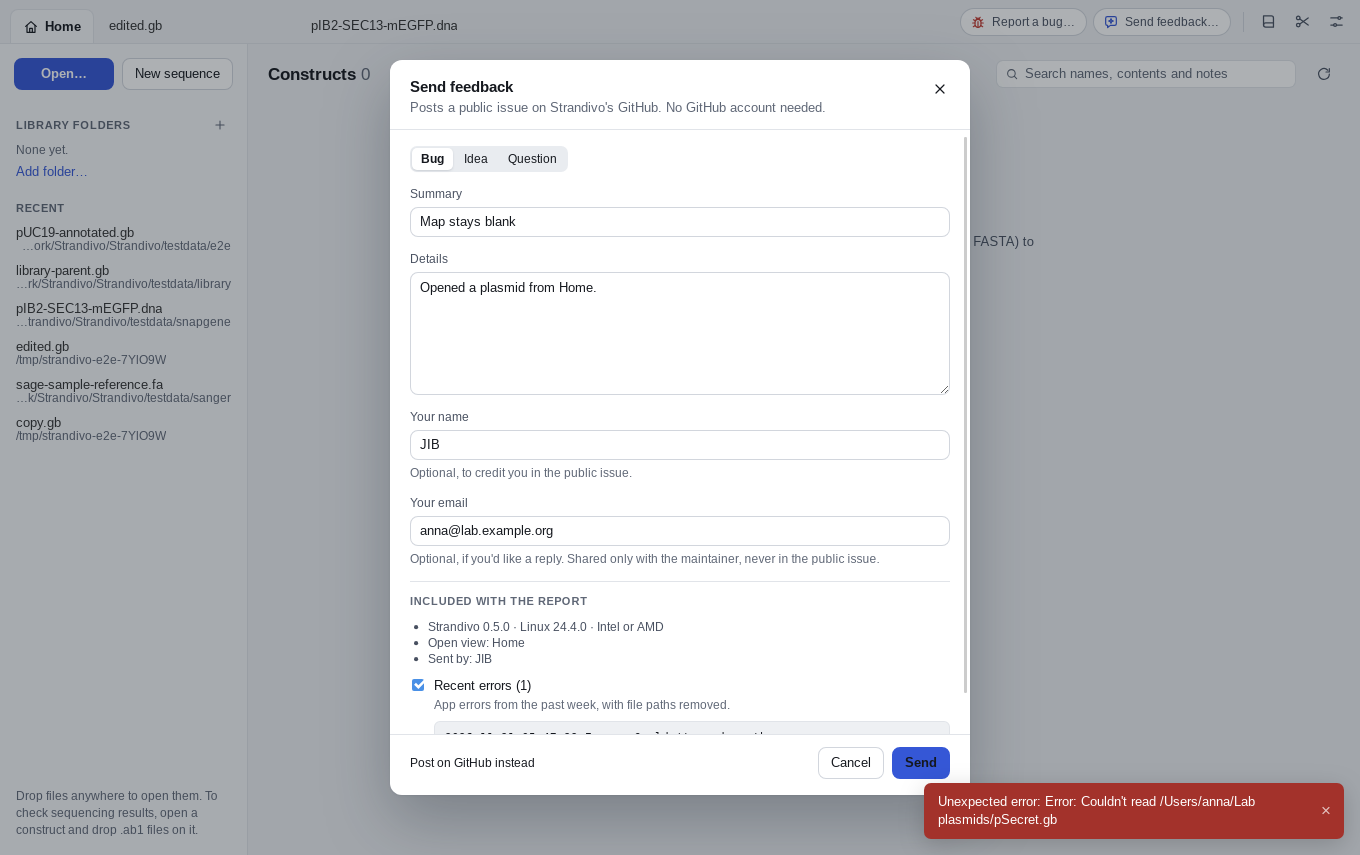 Home
edited.gb
pIB2-SEC13-mEGFP.dna
Report a bug…
Send feedback…
Open…
New sequence
Constructs 0
Search names, contents and notes
LIBRARY FOLDERS
None yet.
Add folder…
RECENT
pUC19-annotated.gb
…ork/Strandivo/Strandivo/testdata/e2e
library-parent.gb
…rk/Strandivo/Strandivo/testdata/library
pIB2-SEC13-mEGFP.dna
…trandivo/Strandivo/testdata/snapgene
edited.gb
/tmp/strandivo-e2e-7YlO9W
sage-sample-reference.fa
…k/Strandivo/Strandivo/testdata/sanger
copy.gb
/tmp/strandivo-e2e-7YlO9W
Drop files anywhere to open them. To
check sequencing results, open a
construct and drop .ab1 files on it.
FASTA) to
Send feedback
Posts a public issue on Strandivo's GitHub. No GitHub account needed.
Bug
Idea
Question
Summary
Map stays blank
Details
Opened a plasmid from Home.
Your name
JIB
Optional, to credit you in the public issue.
Your email
anna@lab.example.org
Optional, if you'd like a reply. Shared only with the maintainer, never in the public issue.
INCLUDED WITH THE REPORT
Strandivo 0.5.0 · Linux 24.4.0 · Intel or AMD
Open view: Home
Sent by: JIB
Recent errors (1)
App errors from the past week, with file paths removed.
Post on GitHub instead
Cancel
Send
Unexpected error: Error: Couldn't read /Users/anna/Lab
plasmids/pSecret.gb